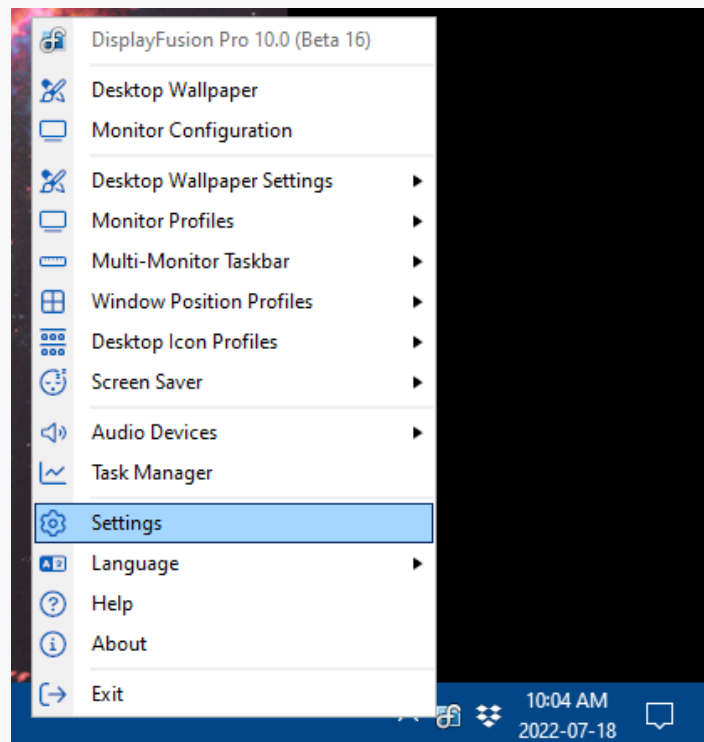 DisplayFusion Pro 10.0 (Beta 16)
Desktop Wallpaper
Monitor Configuration
Desktop Wallpaper Settings
Monitor Profiles
Multi-Monitor Taskbar
Window Position Profiles
Desktop Icon Profiles
Screen Saver
Audio Devices
Task Manager
Settings
Language
Help
About
Exit
10:04 AM
2022-07-18